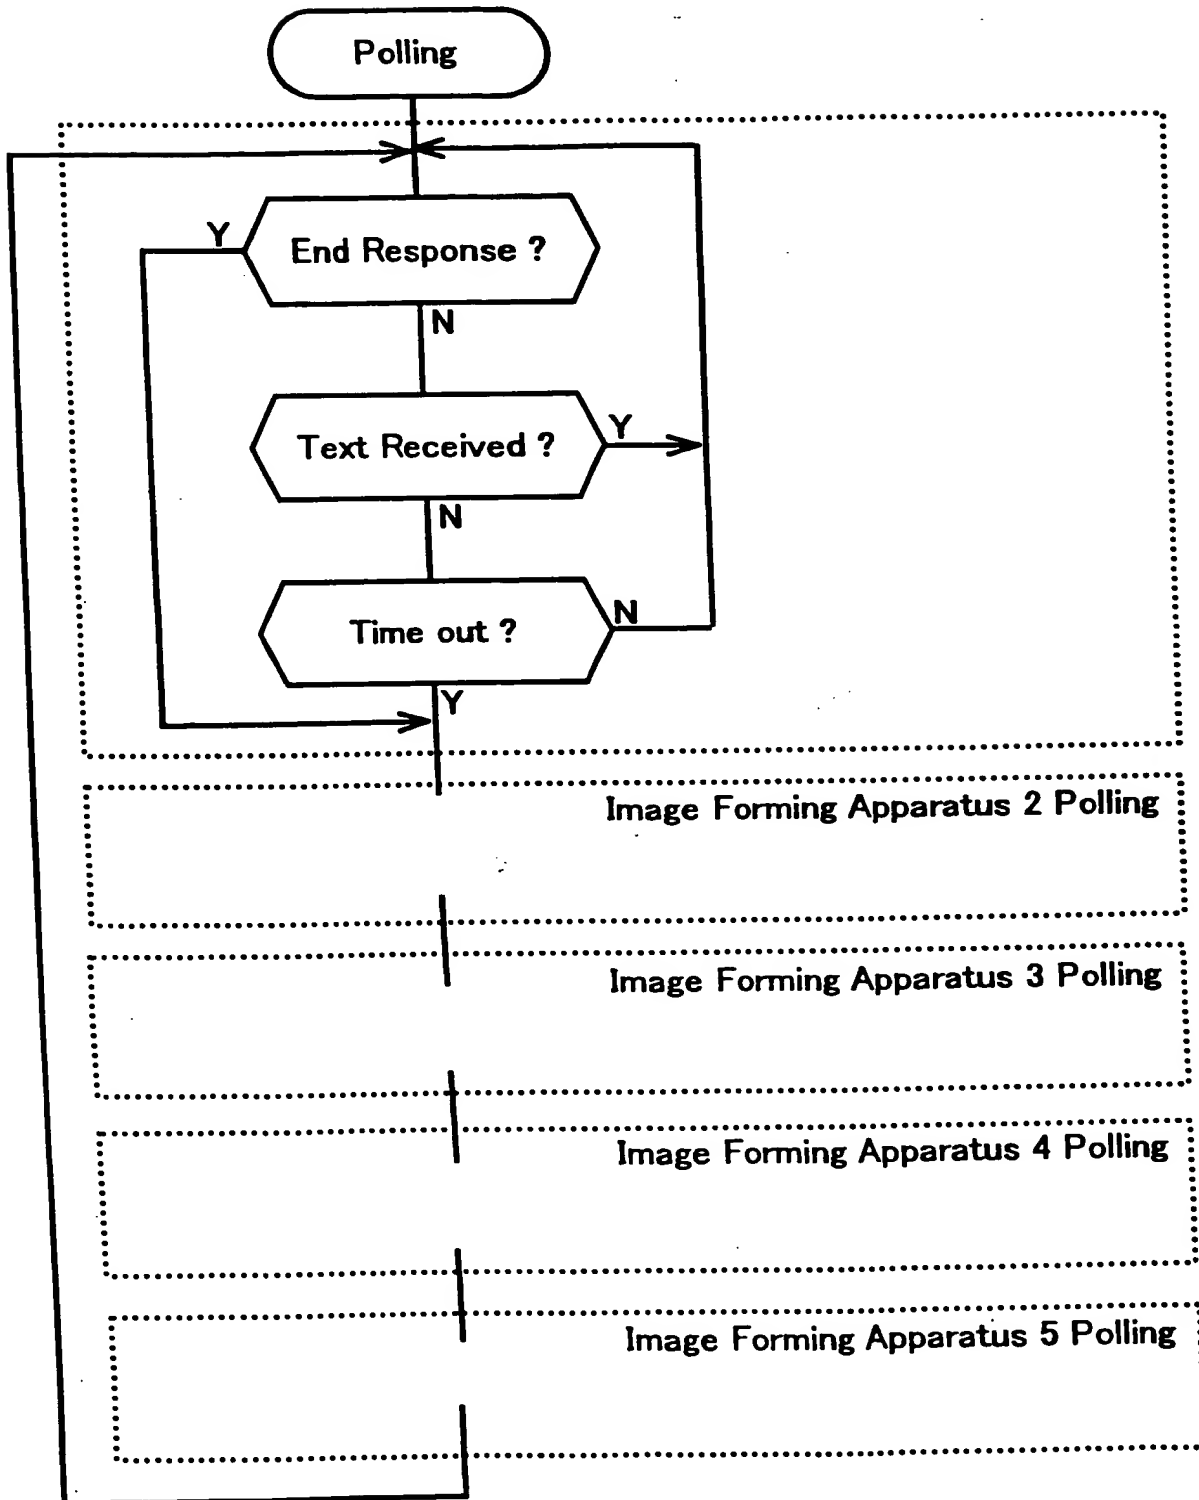 Polling
Y
End Response ?
N
Text Received ?
Y
N
Time out ?
N
Y
Image Forming Apparatus 2 Polling
Image Forming Apparatus 3 Polling
Image Forming Apparatus 4 Polling
Image Forming Apparatus 5 Polling